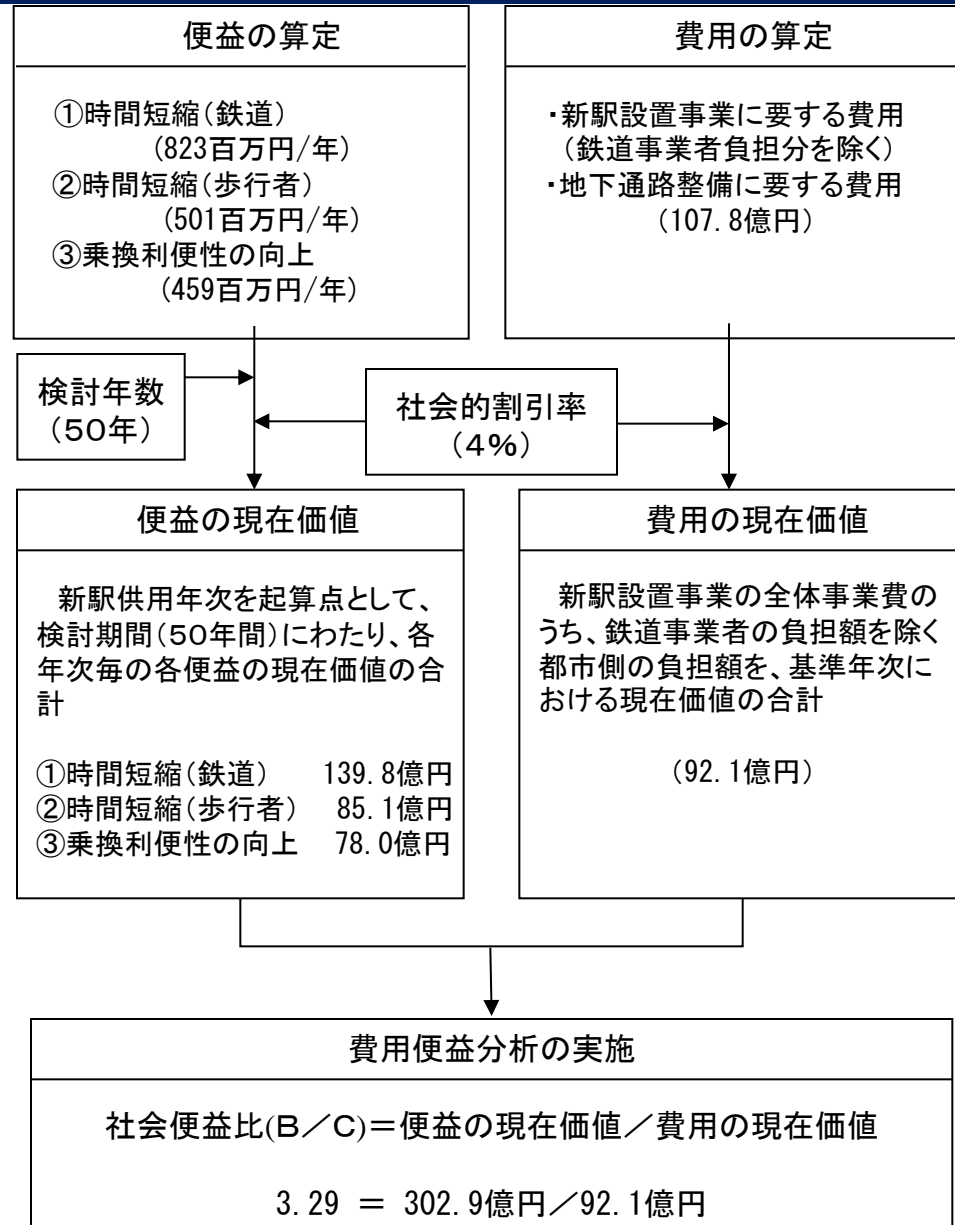 便益の算定
①時間短縮(鉄道)
(823百万円/年)
②時間短縮(歩行者)
(501百万円/年)
③乗換利便性の向上
(459百万円/年)
費用の算定
・新駅設置事業に要する費用
(鉄道事業者負担分を除く)
・地下通路整備に要する費用
(107.8億円)
検討年数
(50年)
社会的割引率
(4%)
便益の現在価値
新駅供用年次を起算点として、
検討期間(50年間)にわたり、各
年次毎の各便益の現在価値の合
計
①時間短縮(鉄道) 139.8億円
②時間短縮(歩行者) 85.1億円
③乗換利便性の向上 78.0億円
費用の現在価値
新駅設置事業の全体事業費の
うち、鉄道事業者の負担額を除く
都市側の負担額を、基準年次に
おける現在価値の合計
(92.1億円)
費用便益分析の実施
社会便益比(B/C)=便益の現在価値/費用の現在価値
3.29 = 302.9億円/92.1億円